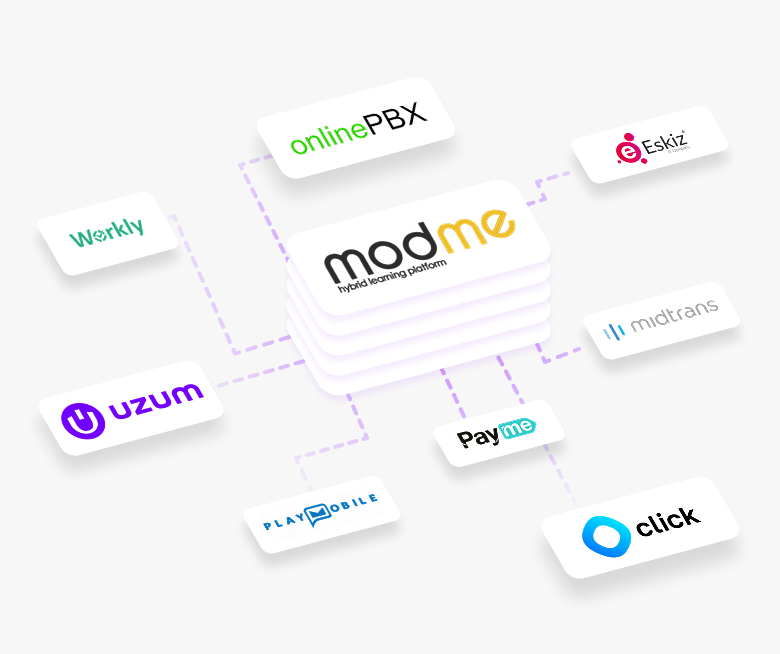 onlinePBX
Eskiz
Workly
modme
hybrid learning platform
midtrans
uzum
Payme
PLAYMOBILE
click